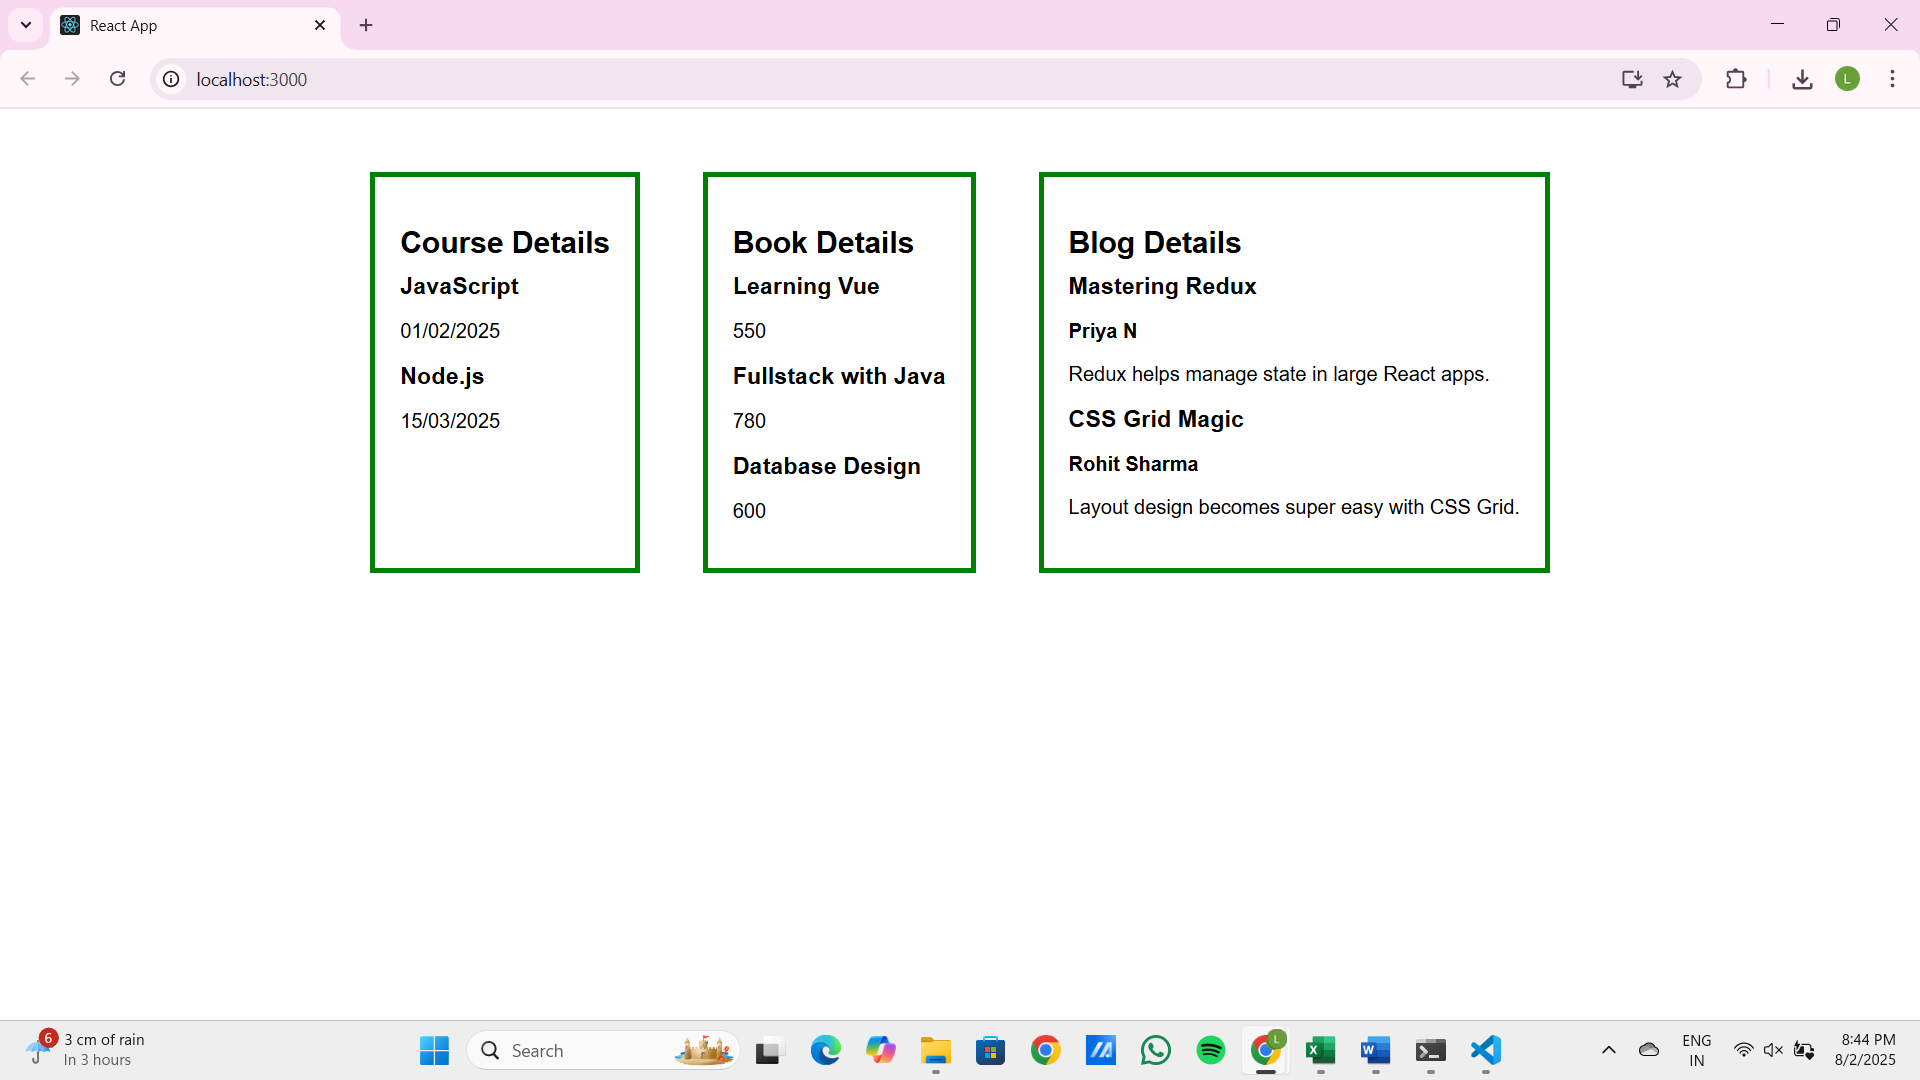 React App
localhost:3000
L
Course Details
JavaScript
01/02/2025
Node.js
15/03/2025
Book Details
Learning Vue
550
Fullstack with Java
780
Database Design
600
Blog Details
Mastering Redux
Priya N
Redux helps manage state in large React apps.
CSS Grid Magic
Rohit Sharma
Layout design becomes super easy with CSS Grid.
6
3 cm of rain
In 3 hours
Search
L
ENG
IN
8:44 PM
8/2/2025